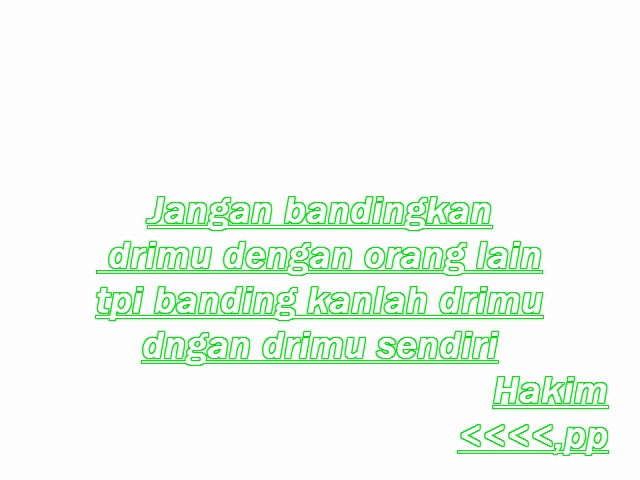 Jangan bandingkan
drimu dengan orang lain
tpi banding kanlah drimu
dngan drimu sendiri
Hakim
<<<<,pp